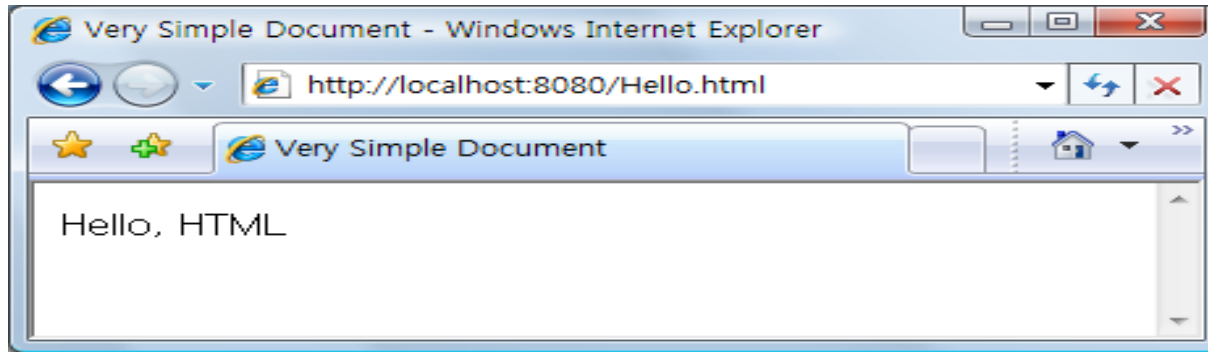 Very Simple Document - Windows Internet Explorer
http://localhost:8080/Hello.html
Very Simple Document
Hello, HTML